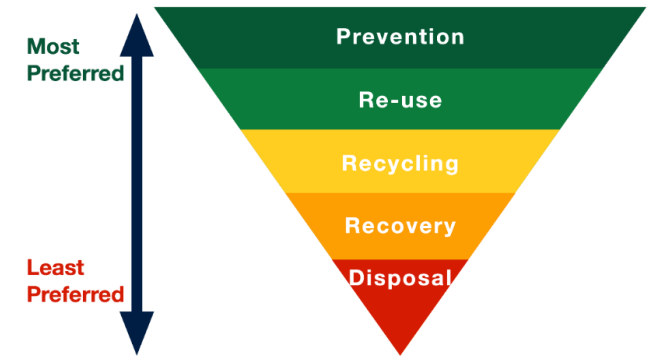 Most
Preferred
Prevention
Re-use
Recycling
Recovery
Least
Preferred
Disposal